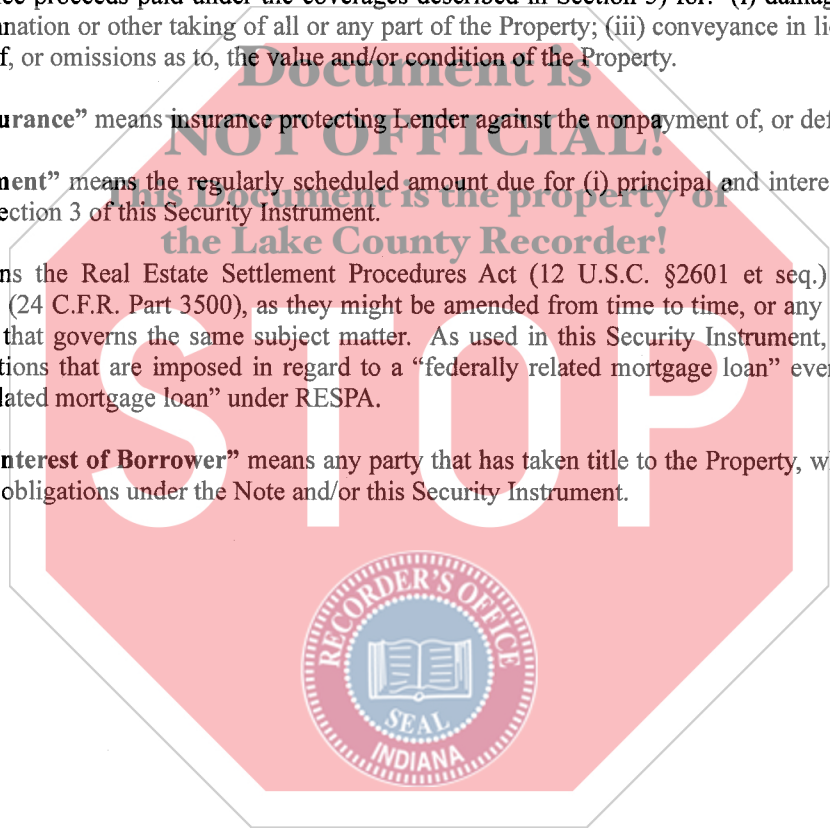 ce proceeds paid under the coverages described in Section 5) for: (i) damag
nation or other taking of all or any part of the Property; (iii) conveyance in li
f, or omissions as to, the value and/or condition of the Property.
Document is
urance” means insurance protecting Lender against the nonpayment of, or def
NOT OFFICIAL!
ment” means the regularly scheduled amount due for (i) principal and intere
This Document is the property of
ection 3 of this Security Instrument.
the Lake County Recorder!
ns the Real Estate Settlement Procedures Act (12 U.S.C. §2601 et seq.)
(24 C.F.R. Part 3500), as they might be amended from time to time, or any
that governs the same subject matter. As used in this Security Instrument,
tions that are imposed in regard to a “federally related mortgage loan” ever
lated mortgage loan” under RESPA.
STOP
nterest of Borrower” means any party that has taken title to the Property, w
obligations under the Note and/or this Security Instrument.
RECORDER'S OFFICE
SEAL
INDIANA